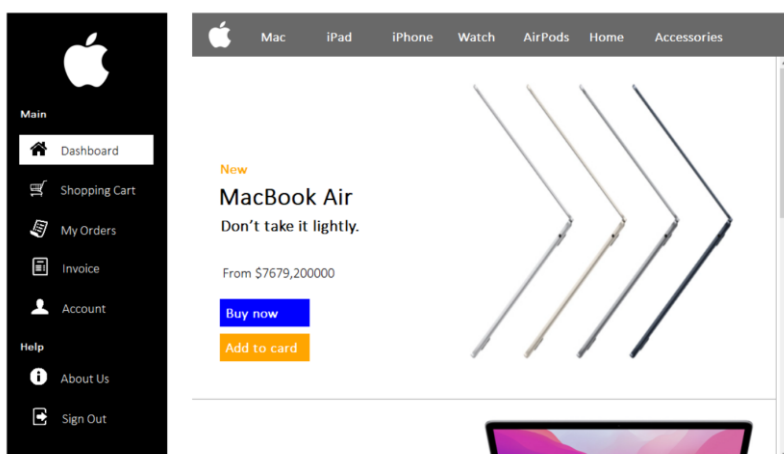 Main
Dashboard
Shopping Cart
My Orders
Invoice
Account
Help
About Us
Sign Out
Mac iPad iPhone Watch AirPods Home Accessories
New
MacBook Air
Don't take it lightly.
From $7679,200000
Buy now
Add to card